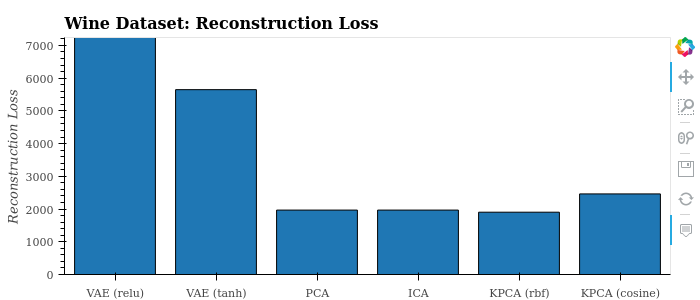 Wine Dataset: Reconstruction Loss
Reconstruction Loss
7000
6000
5000
4000
3000
2000
1000
0
VAE (relu) VAE (tanh) PCA ICA KPCA (rbf) KPCA (cosine)